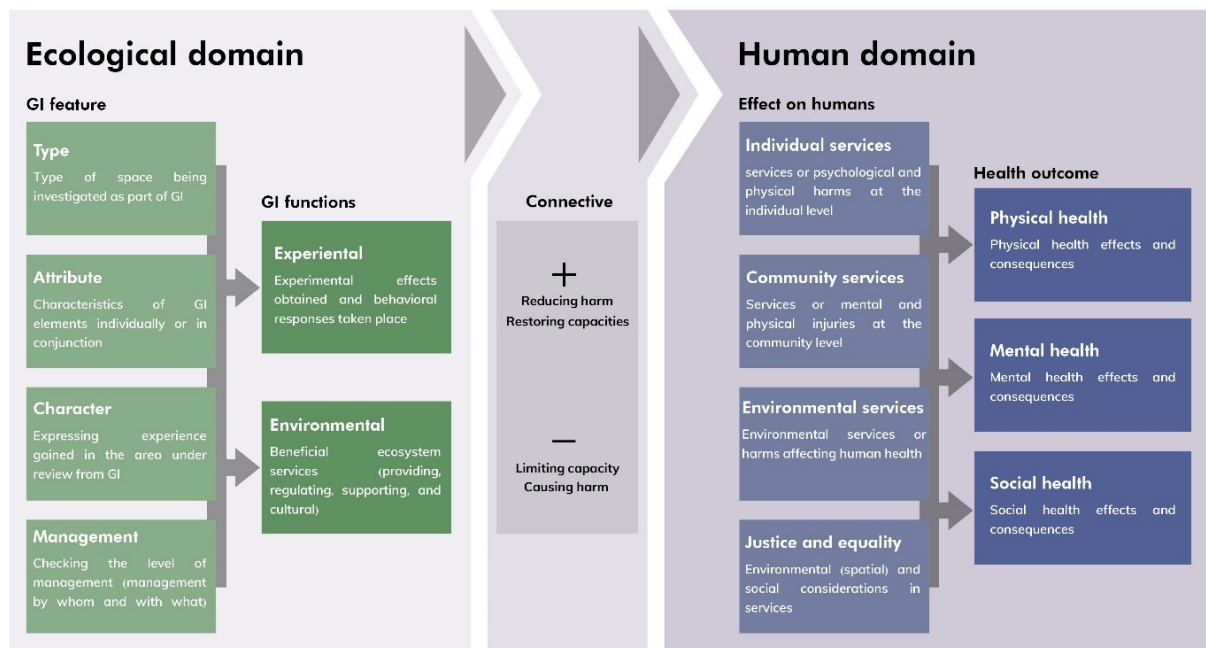 Ecological domain
GI feature
Type
Type of space being
investigated as part of GI
Attribute
Characteristics of GI
elements individually or in
conjunction
Character
Expressing experience
gained in the area under
review from GI
Management
Checking the level of
management (management
by whom and with what)
GI functions
Experiental
Experimental effects
obtained and behavioral
responses taken place
Environmental
Beneficial ecosystem
services (providing,
regulating, supporting, and
cultural)
Connective
+
Reducing harm
Restoring capacities
−
Limiting capacity
Causing harm
Human domain
Effect on humans
Individual services
services or psychological and
physical harms at the
individual level
Community services
Services or mental and
physical injuries at the
community level
Environmental services
Environmental services or
harms affecting human health
Justice and equality
Environmental (spatial) and
social considerations in
services
Health outcome
Physical health
Physical health effects and
consequences
Mental health
Mental health effects and
consequences
Social health
Social health effects and
consequences